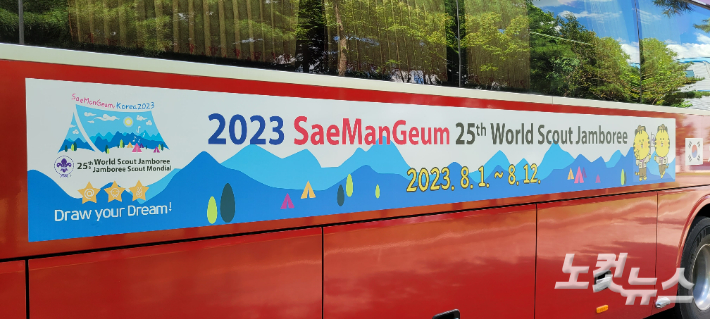 SaeManGeum, Korea 2023
25th World Scout Jamboree
Jamboree Scout Mondial
Draw your Dream!
2023 SaeManGeum 25th World Scout Jamboree
2023. 8. 1. ~ 8. 12.
노컷뉴스